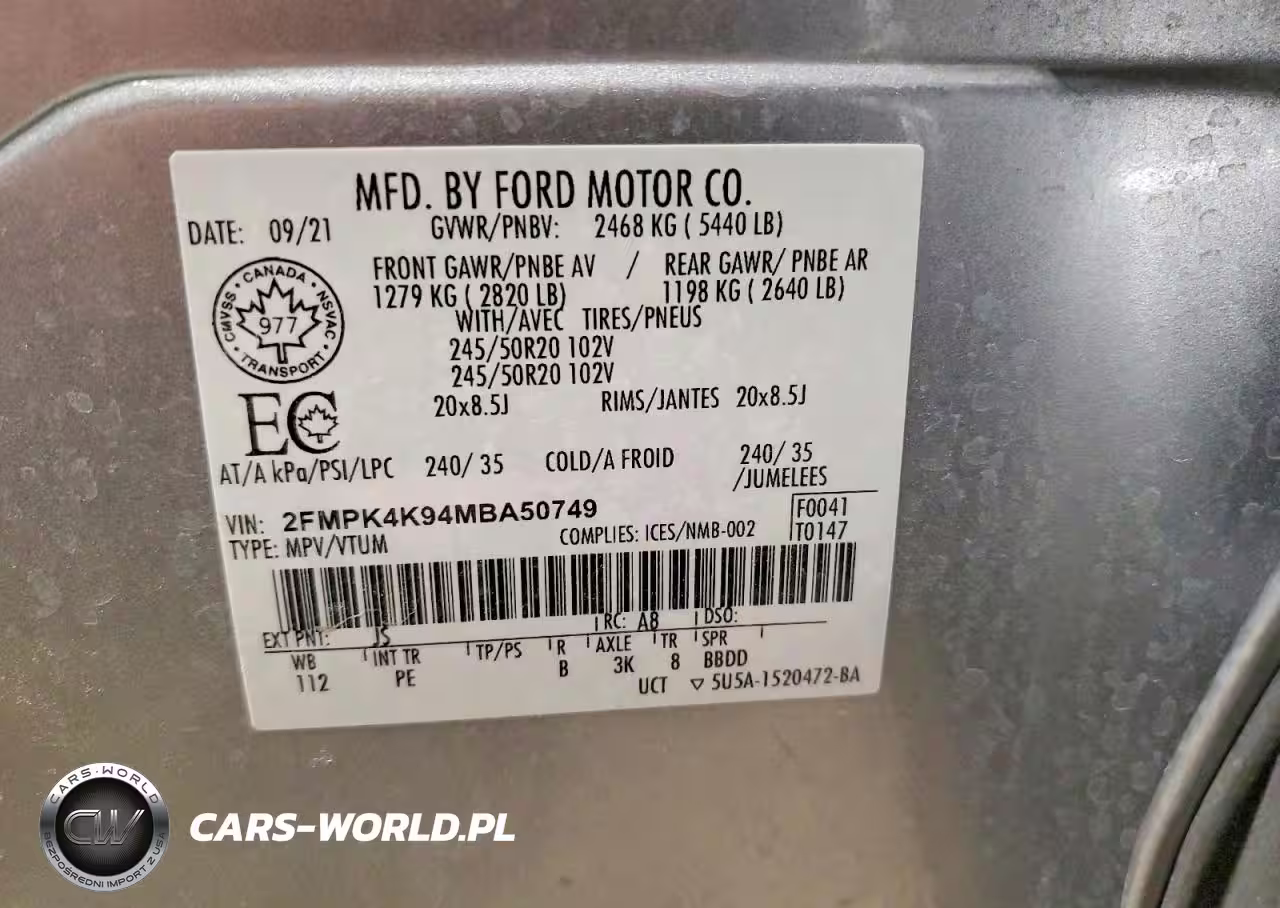 MFD. BY FORD MOTOR CO.
DATE: 09/21 GVWR/PNBV: 2468 KG ( 5440 LB)
FRONT GAWR/PNBE AV / REAR GAWR/ PNBE AR
1279 KG ( 2820 LB) 1198 KG ( 2640 LB)
WITH/AVEC TIRES/PNEUS
245/50R20 102V
245/50R20 102V
20x8.5J RIMS/JANTES 20x8.5J
CANADA
CMVSS 977 NSVAC
TRANSPORT
EC
AT/A kPa/PSI/LPC 240/ 35 COLD/A FROID 240/ 35
/JUMELEES
VIN: 2FMPK4K94MBA50749 F0041
TYPE: MPV/VTUM COMPLIES: ICES/NMB-002 T0147
RC: A8 DSO:
EXT PNT: JS
WB INT TR TP/PS R AXLE TR SPR
112 PE B 3K 8 BBDD
UCT ▽ 5U5A-1520472-BA
CARS-WORLD
CW
BEZPOŚREDNI IMPORT Z USA
CARS-WORLD.PL